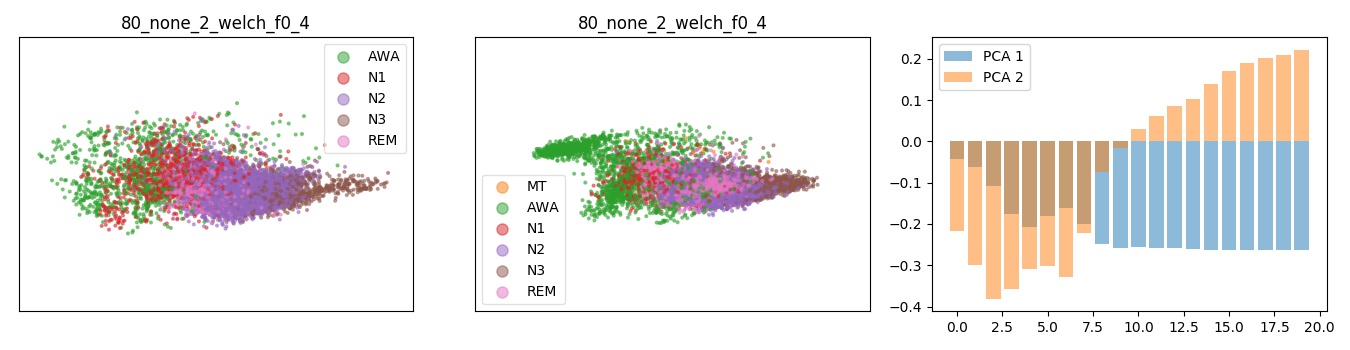 80_none_2_welch_f0_4
AWA
N1
N2
N3
REM
80_none_2_welch_f0_4
MT
AWA
N1
N2
N3
REM
PCA 1
PCA 2
0.2
0.1
0.0
−0.1
−0.2
−0.3
−0.4
0.0 2.5 5.0 7.5 10.0 12.5 15.0 17.5 20.0